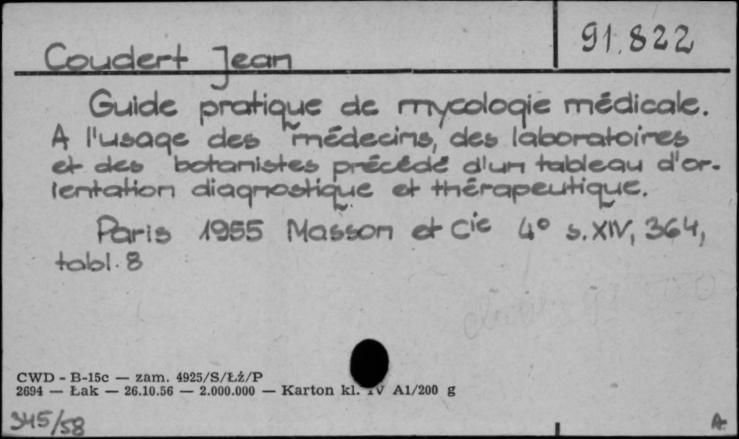 Coudert Jean 91.822
Guide pratique de mycologie médicale.
A l'usage des médecins, des laboratoires
et des botanistes précédé d'un tableau d'or-
ientation diagnostique et thérapeutique.
Paris 1955 Masson et Cie 4° s. XIV, 364,
tabl. 8
CWD - B-15c — zam. 4925/S/Łż/P
2694 — Łak — 26.10.56 — 2.000.000 — Karton kl. IV A1/200 g
345/58 A.